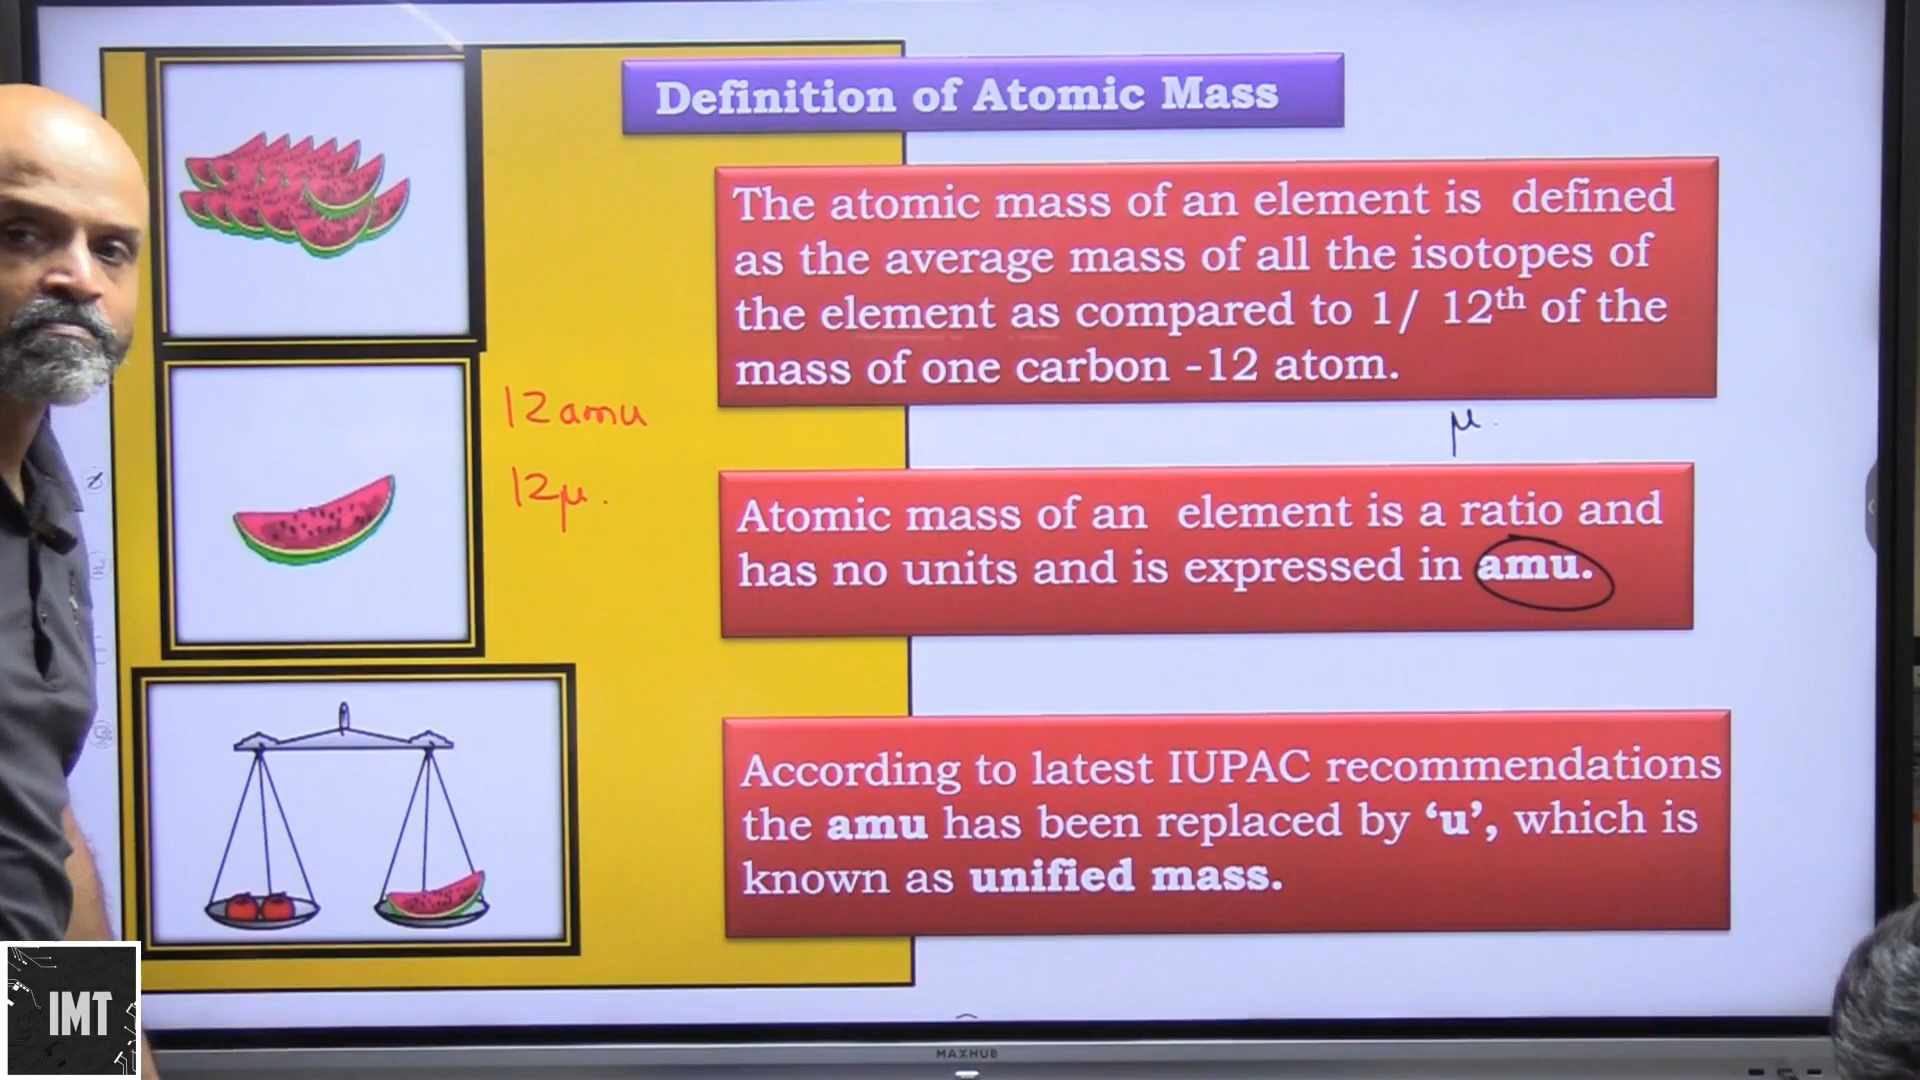 Definition of Atomic Mass
The atomic mass of an element is defined
as the average mass of all the isotopes of
the element as compared to 1/ 12th of the
mass of one carbon -12 atom.
12 amu
12μ.
μ.
Atomic mass of an element is a ratio and
has no units and is expressed in amu.
According to latest IUPAC recommendations
the amu has been replaced by ‘u’, which is
known as unified mass.
IMT
MAXHUB